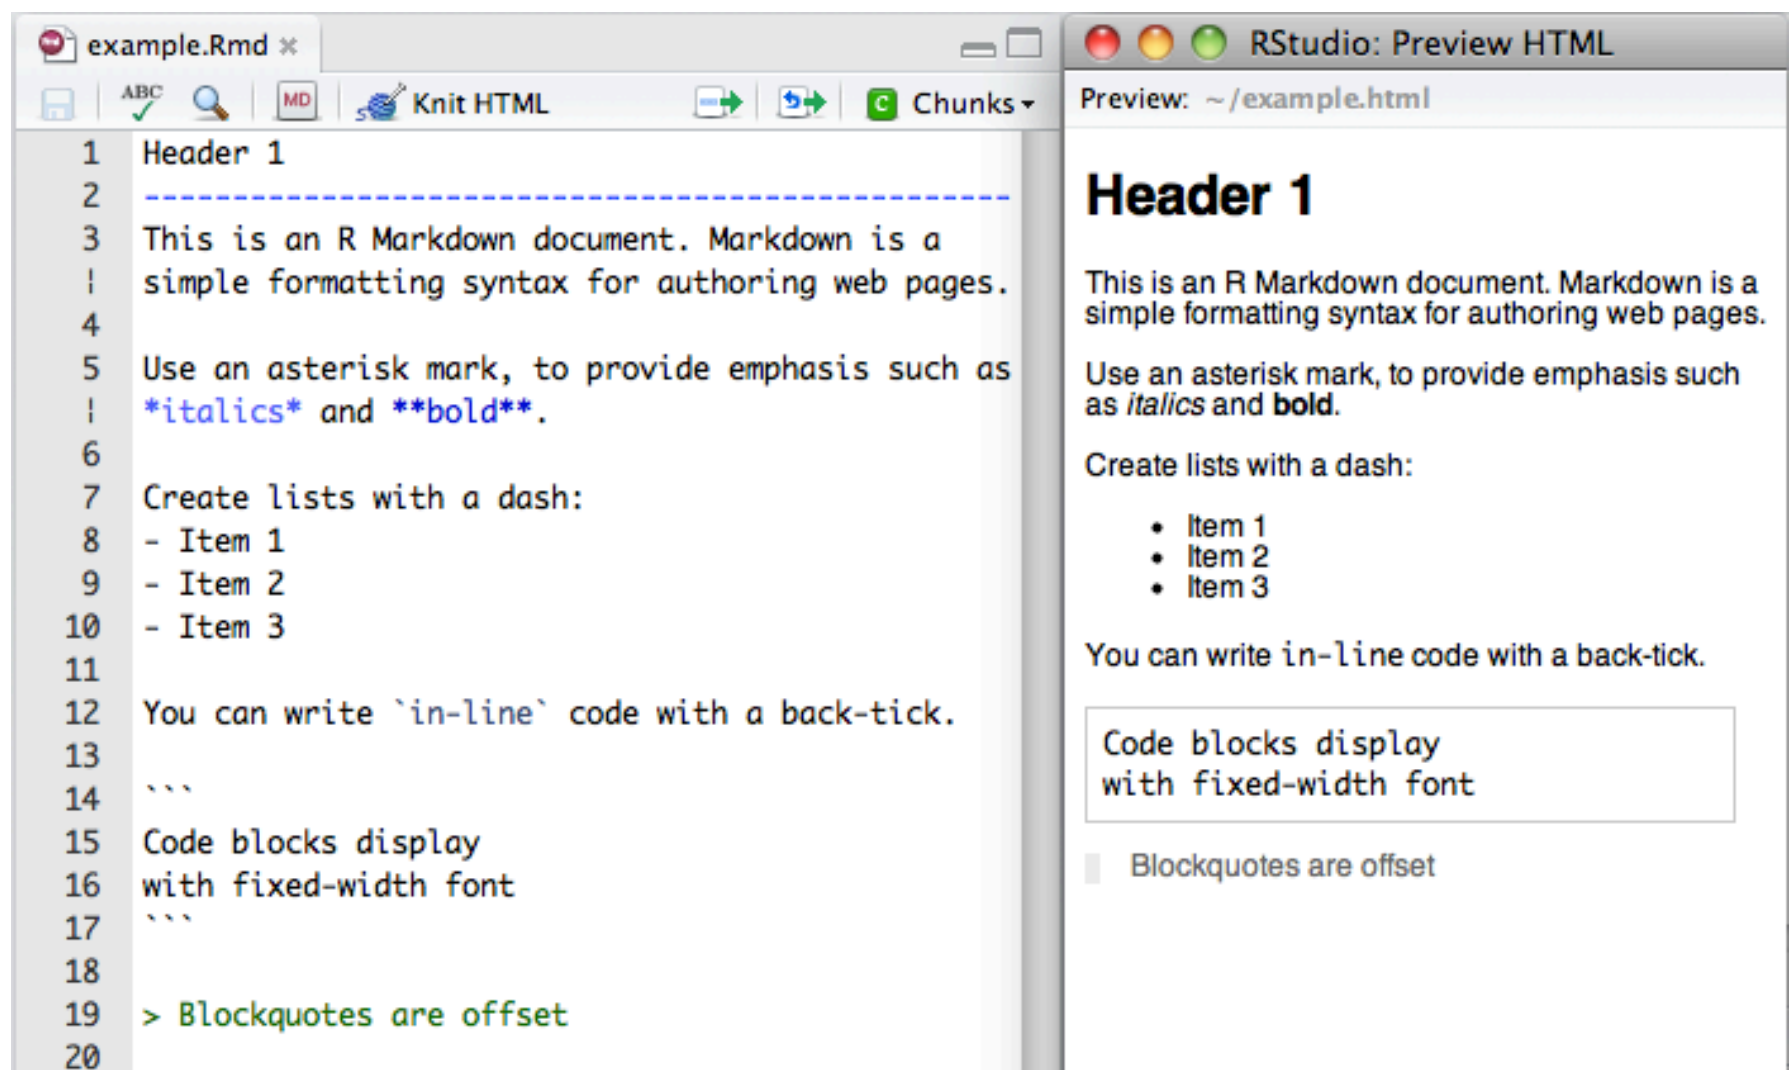 example.Rmd
ABC
MD
Knit HTML
C Chunks
1 Header 1
2 -------------------------------------------------
3 This is an R Markdown document. Markdown is a
¦ simple formatting syntax for authoring web pages.
4
5 Use an asterisk mark, to provide emphasis such as
¦ *italics* and **bold**.
6
7 Create lists with a dash:
8 - Item 1
9 - Item 2
10 - Item 3
11
12 You can write `in-line` code with a back-tick.
13
14 ```
15 Code blocks display
16 with fixed-width font
17 ```
18
19 > Blockquotes are offset
20
RStudio: Preview HTML
Preview: ~/example.html
Header 1
This is an R Markdown document. Markdown is a
simple formatting syntax for authoring web pages.
Use an asterisk mark, to provide emphasis such
as italics and bold.
Create lists with a dash:
• Item 1
• Item 2
• Item 3
You can write in-line code with a back-tick.
Code blocks display
with fixed-width font
Blockquotes are offset